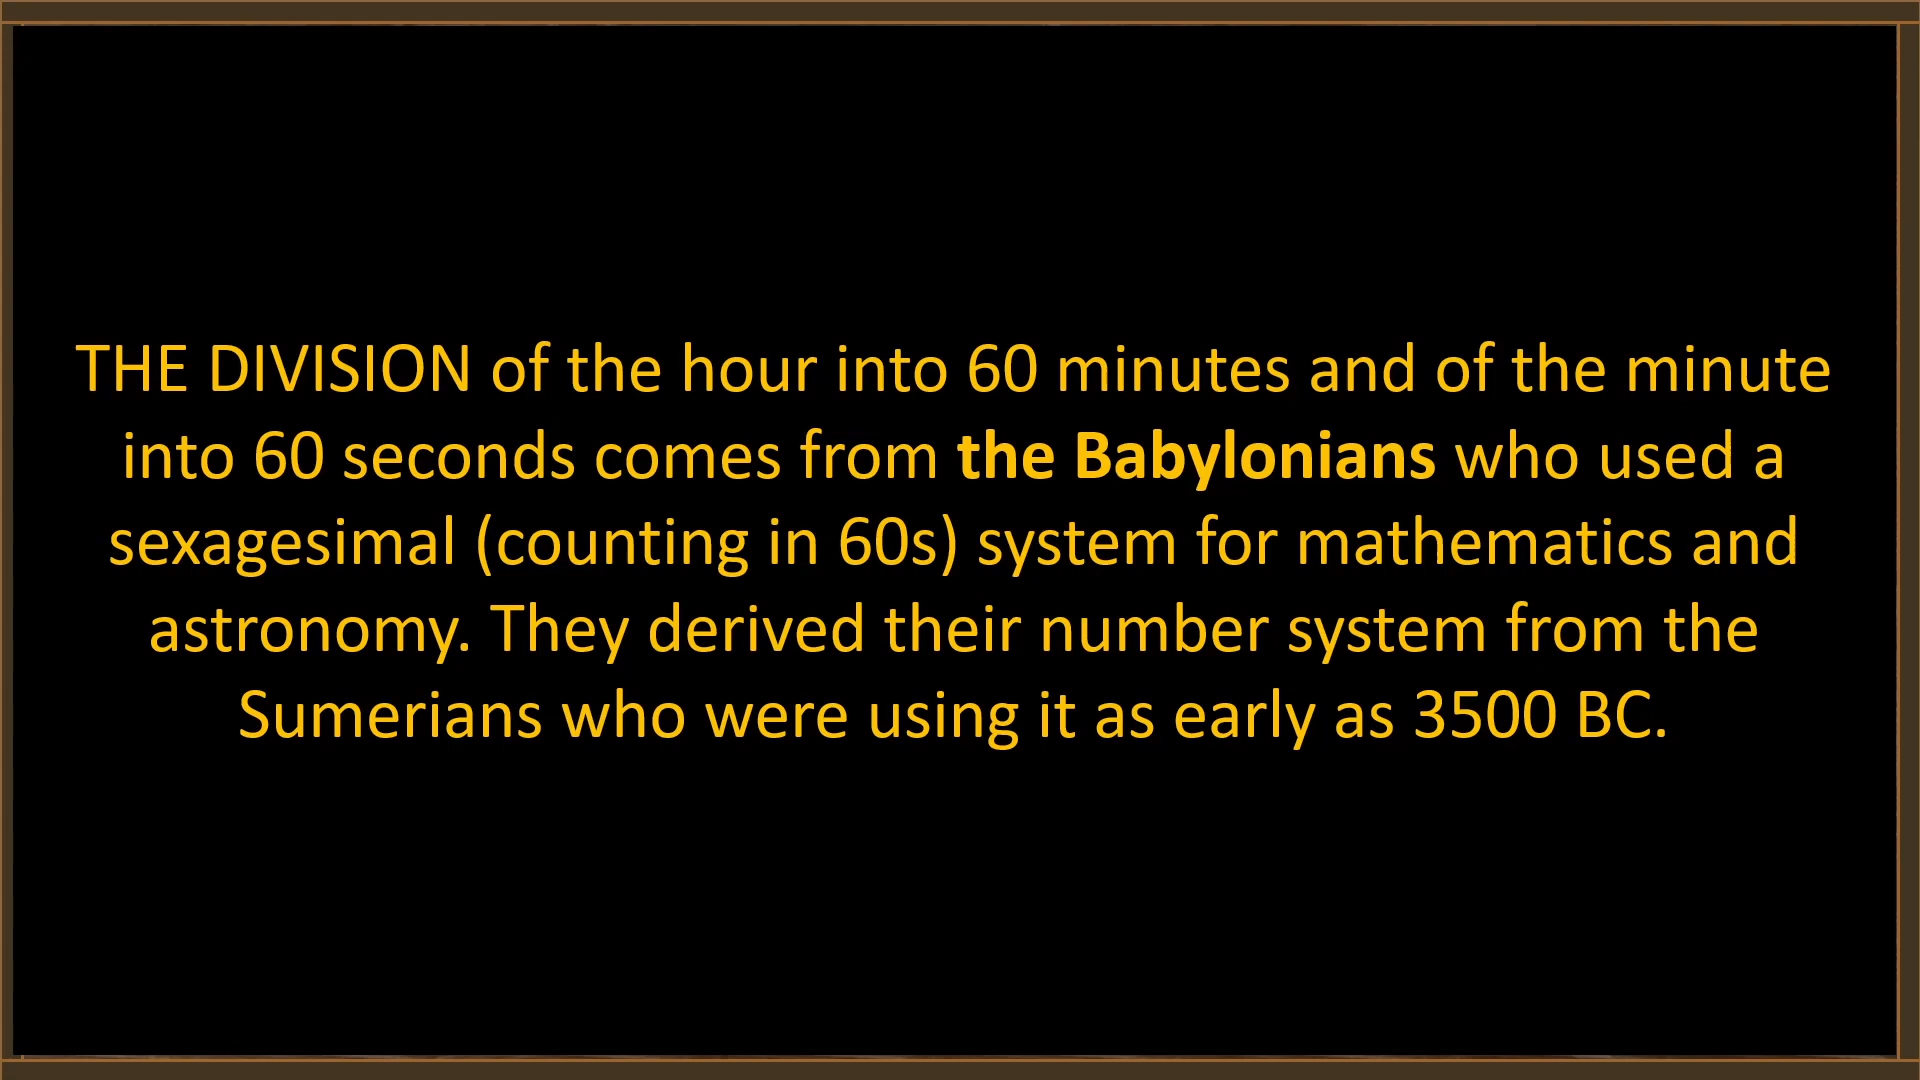 THE DIVISION of the hour into 60 minutes and of the minute
into 60 seconds comes from the Babylonians who used a
sexagesimal (counting in 60s) system for mathematics and
astronomy. They derived their number system from the
Sumerians who were using it as early as 3500 BC.